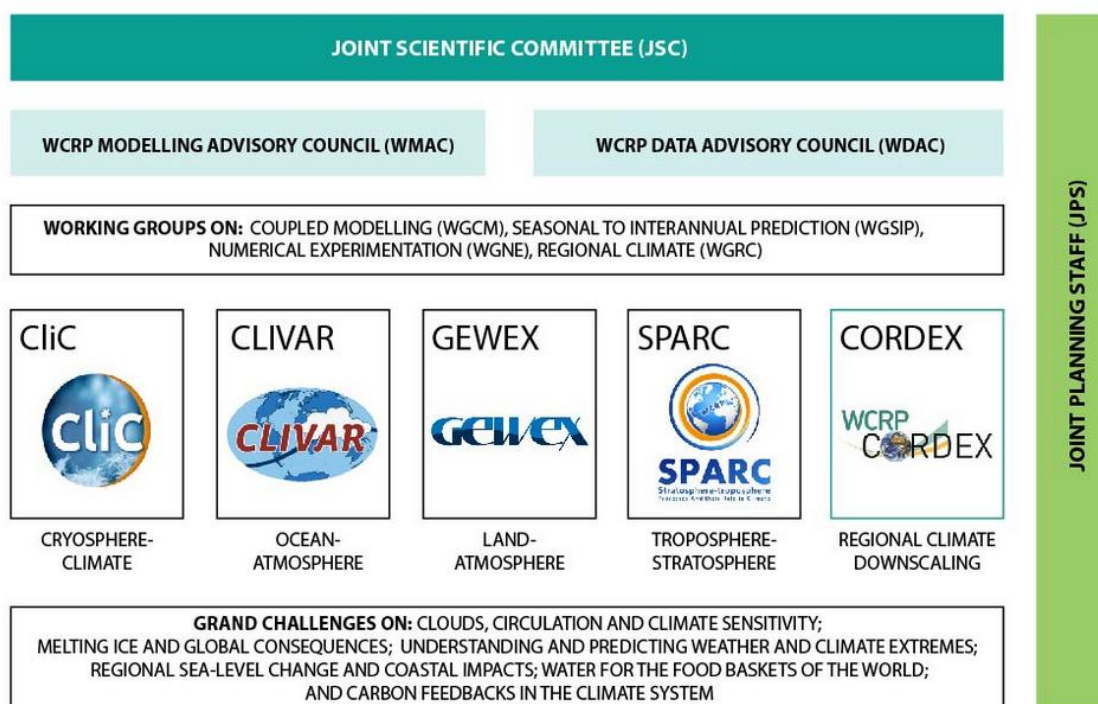 JOINT SCIENTIFIC COMMITTEE (JSC)
WCRP MODELLING ADVISORY COUNCIL (WMAC)
WCRP DATA ADVISORY COUNCIL (WDAC)
WORKING GROUPS ON: COUPLED MODELLING (WGCM), SEASONAL TO INTERANNUAL PREDICTION (WGSIP),
NUMERICAL EXPERIMENTATION (WGNE), REGIONAL CLIMATE (WGRC)
CliC
CliC
CRYOSPHERE-
CLIMATE
CLIVAR
CLIVAR
OCEAN-
ATMOSPHERE
GEWEX
GEWEX
LAND-
ATMOSPHERE
SPARC
SPARC
Stratosphere-troposphere
TROPOSPHERE-
STRATOSPHERE
CORDEX
WCRP
CORDEX
REGIONAL CLIMATE
DOWNSCALING
GRAND CHALLENGES ON: CLOUDS, CIRCULATION AND CLIMATE SENSITIVITY;
MELTING ICE AND GLOBAL CONSEQUENCES; UNDERSTANDING AND PREDICTING WEATHER AND CLIMATE EXTREMES;
REGIONAL SEA-LEVEL CHANGE AND COASTAL IMPACTS; WATER FOR THE FOOD BASKETS OF THE WORLD;
AND CARBON FEEDBACKS IN THE CLIMATE SYSTEM
JOINT PLANNING STAFF (JPS)